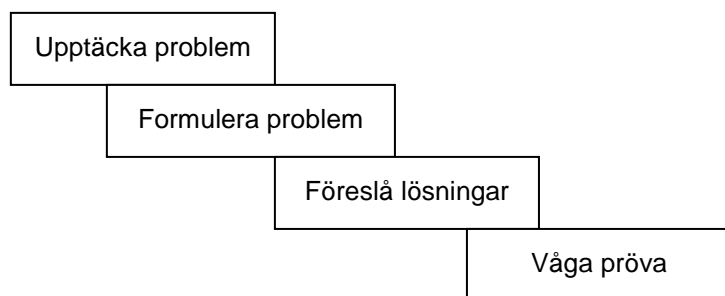 Upptäcka problem
Formulera problem
Föreslå lösningar
Våga pröva